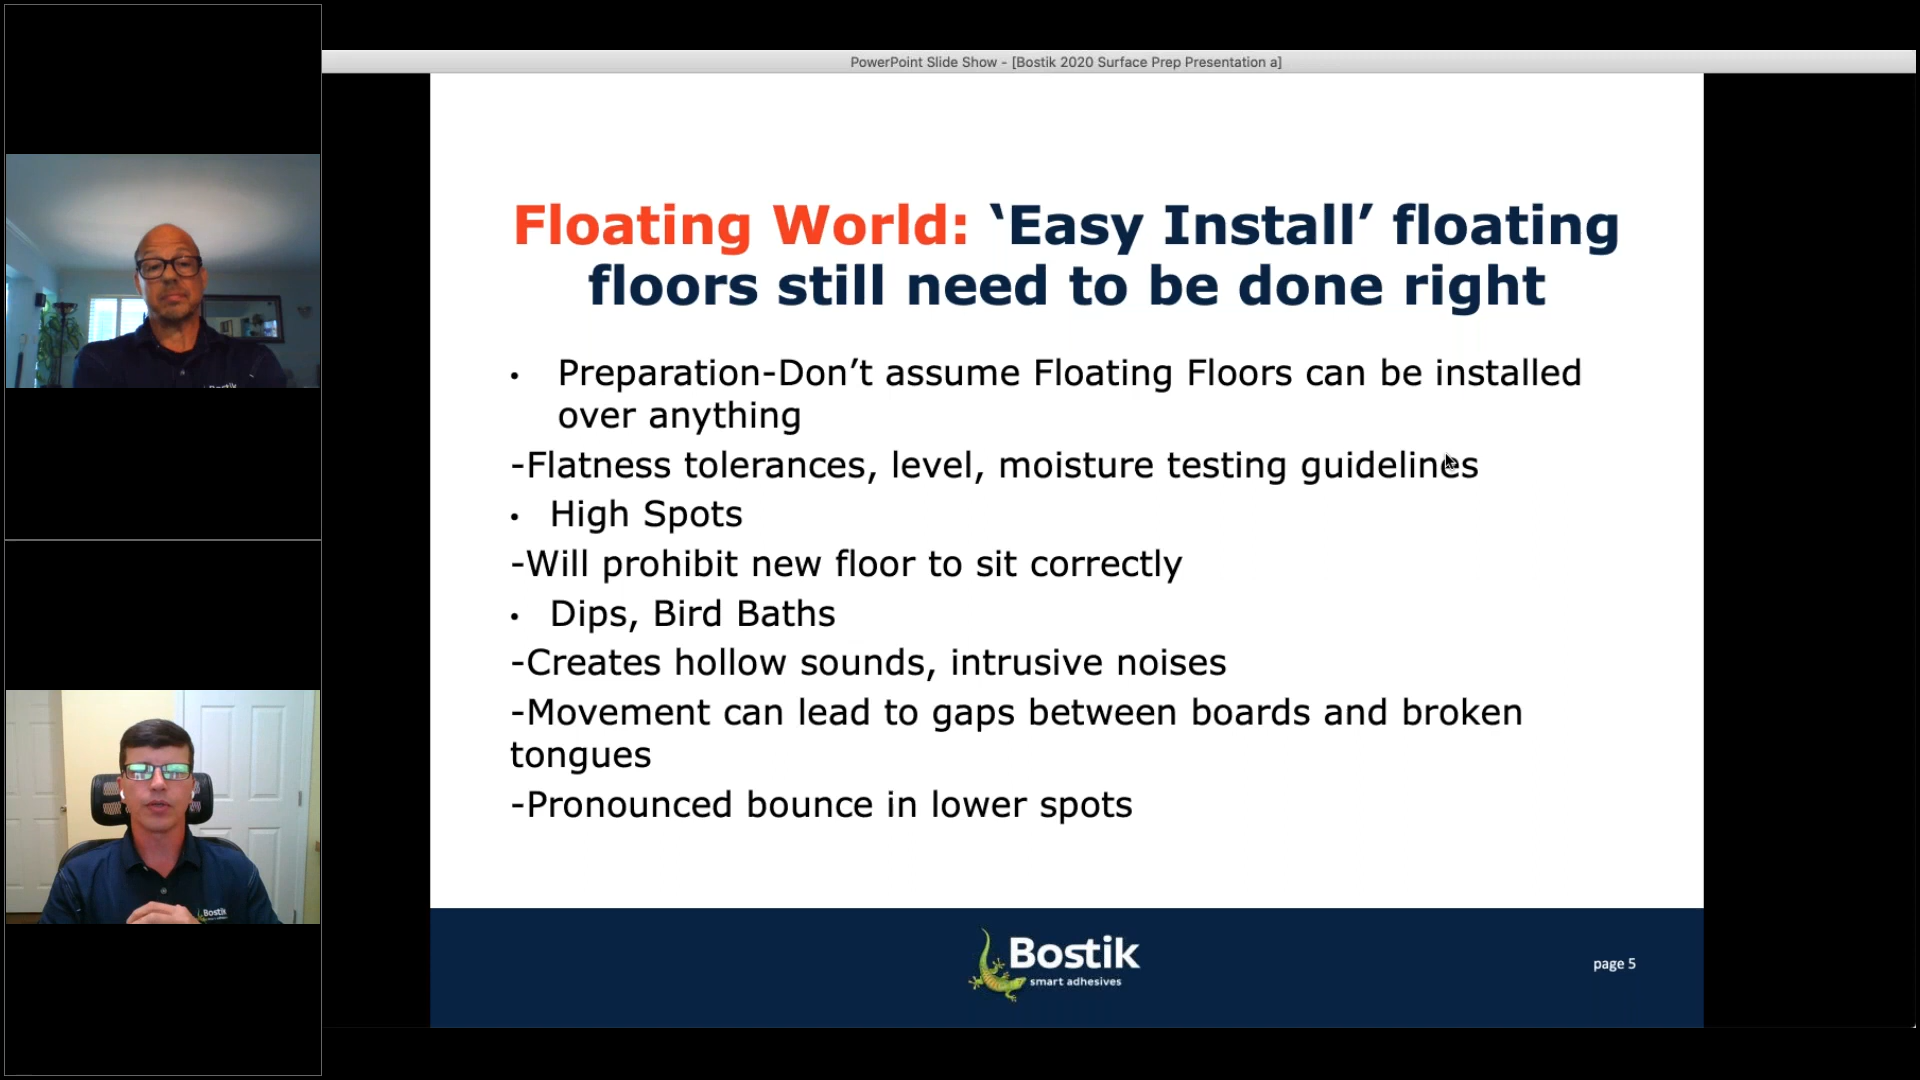 PowerPoint Slide Show - [Bostik 2020 Surface Prep Presentation a]
Floating World: ‘Easy Install’ floating
floors still need to be done right
• Preparation-Don’t assume Floating Floors can be installed
over anything
-Flatness tolerances, level, moisture testing guidelines
• High Spots
-Will prohibit new floor to sit correctly
• Dips, Bird Baths
-Creates hollow sounds, intrusive noises
-Movement can lead to gaps between boards and broken
tongues
-Pronounced bounce in lower spots
Bostik
smart adhesives
page 5
Bostik
Bostik